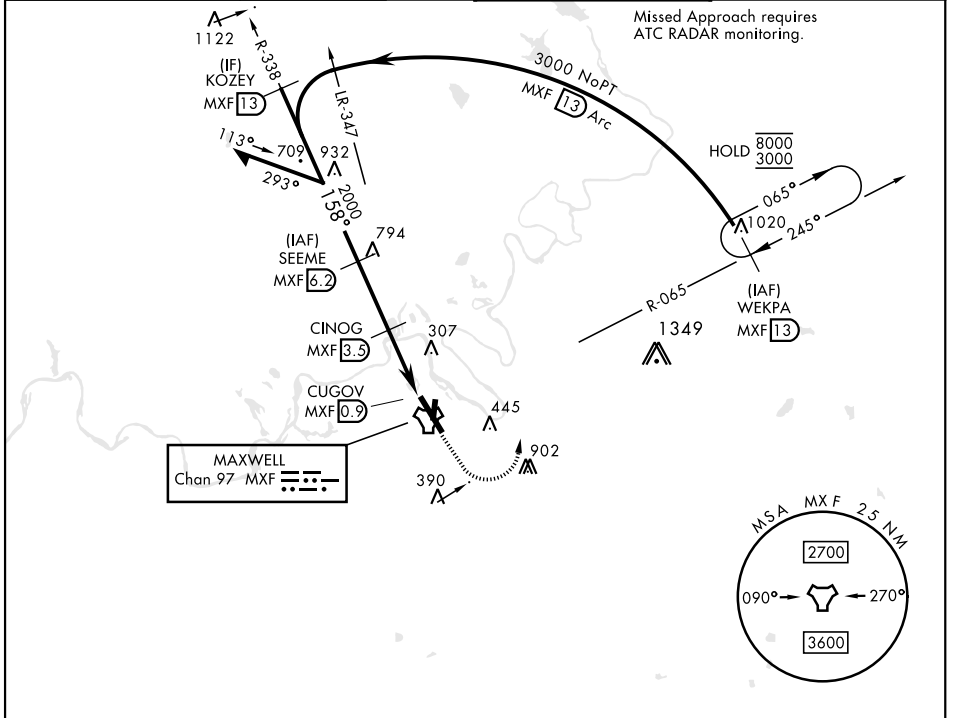 Missed Approach requires
ATC RADAR monitoring.
1122
R-338
(IF)
KOZEY
MXF 13
LR-347
3000 NoPT
MXF 13 Arc
HOLD 8000
3000
113°
709
932
293°
2000
158°
065°
1020
245°
794
(IAF)
SEEME
MXF 6.2
R-065
(IAF)
WEKPA
MXF 13
1349
CINOG
MXF 3.5
307
CUGOV
MXF 0.9
445
902
390
MAXWELL
Chan 97 MXF
MSA MXF 25 NM
2700
090°
270°
3600